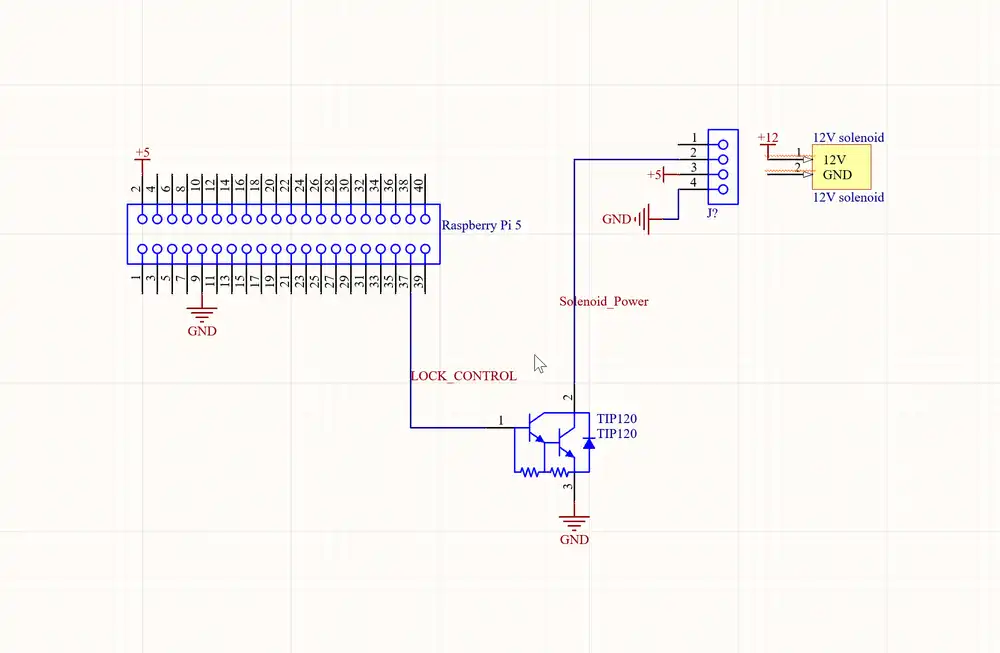 +5
2 4 6 8 10 12 14 16 18 20 22 24 26 28 30 32 34 36 38 40
Raspberry Pi 5
1 3 5 7 9 11 13 15 17 19 21 23 25 27 29 31 33 35 37 39
GND
LOCK_CONTROL
1
2
TIP120
TIP120
3
GND
Solenoid_Power
1
2
+5 3
4
GND
J?
+12
12V solenoid
1 12V
2 GND
12V solenoid